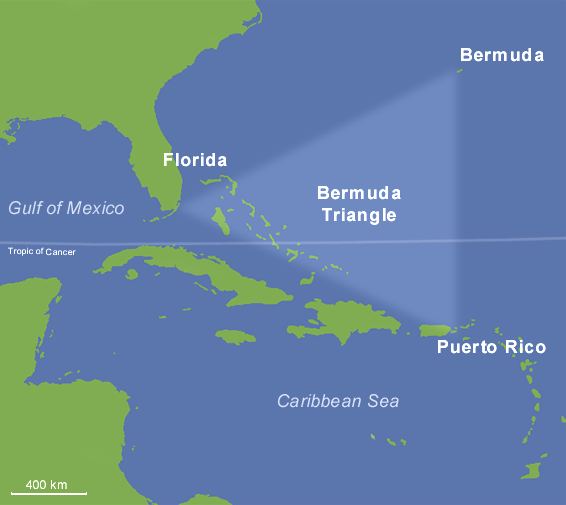 Bermuda
Florida
Bermuda
Triangle
Gulf of Mexico
Tropic of Cancer
Puerto Rico
Caribbean Sea
400 km